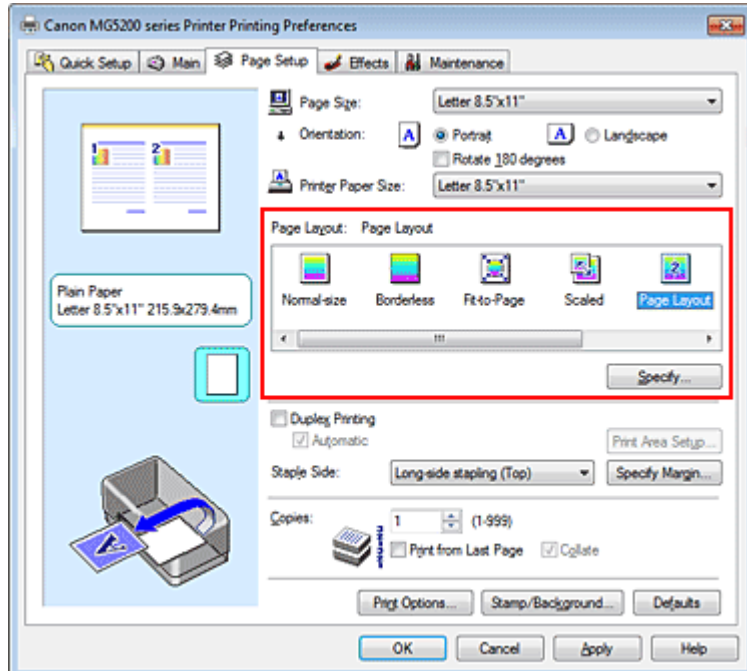 Canon MG5200 series Printer Printing Preferences
Quick Setup Main Page Setup Effects Maintenance
Page Size: Letter 8.5"x11"
Orientation: A Portrait A Landscape
Rotate 180 degrees
Printer Paper Size: Letter 8.5"x11"
1 2
Page Layout: Page Layout
Normal-size Borderless Fit-to-Page Scaled Page Layout
Plain Paper
Letter 8.5"x11" 215.9x279.4mm
Specify...
Duplex Printing
Automatic Print Area Setup...
Staple Side: Long-side stapling (Top) Specify Margin...
Copies: 1 (1-999)
Print from Last Page Collate
Print Options... Stamp/Background... Defaults
OK Cancel Apply Help